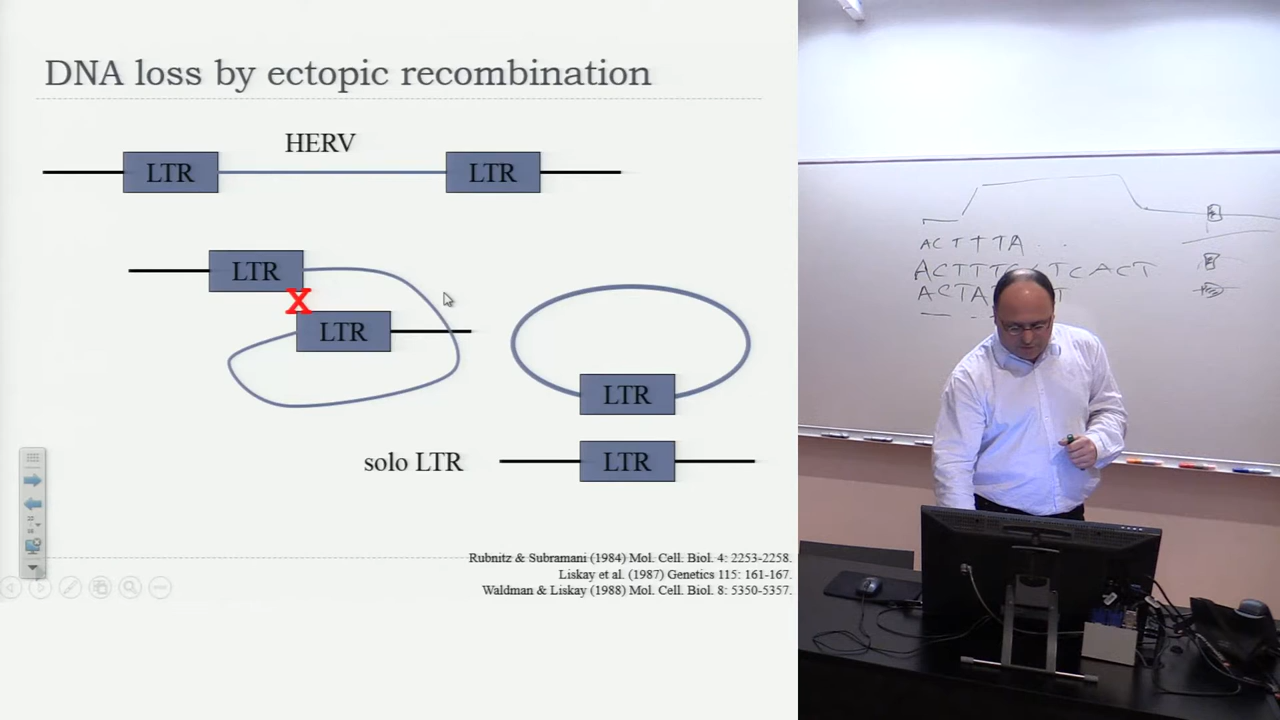 DNA loss by ectopic recombination
HERV
LTR LTR
LTR
X
LTR
LTR
solo LTR LTR
Rubnitz & Subramani (1984) Mol. Cell. Biol. 4: 2253-2258.
Liskay et al. (1987) Genetics 115: 161-167.
Waldman & Liskay (1988) Mol. Cell. Biol. 8: 5350-5357.
ACTTTA